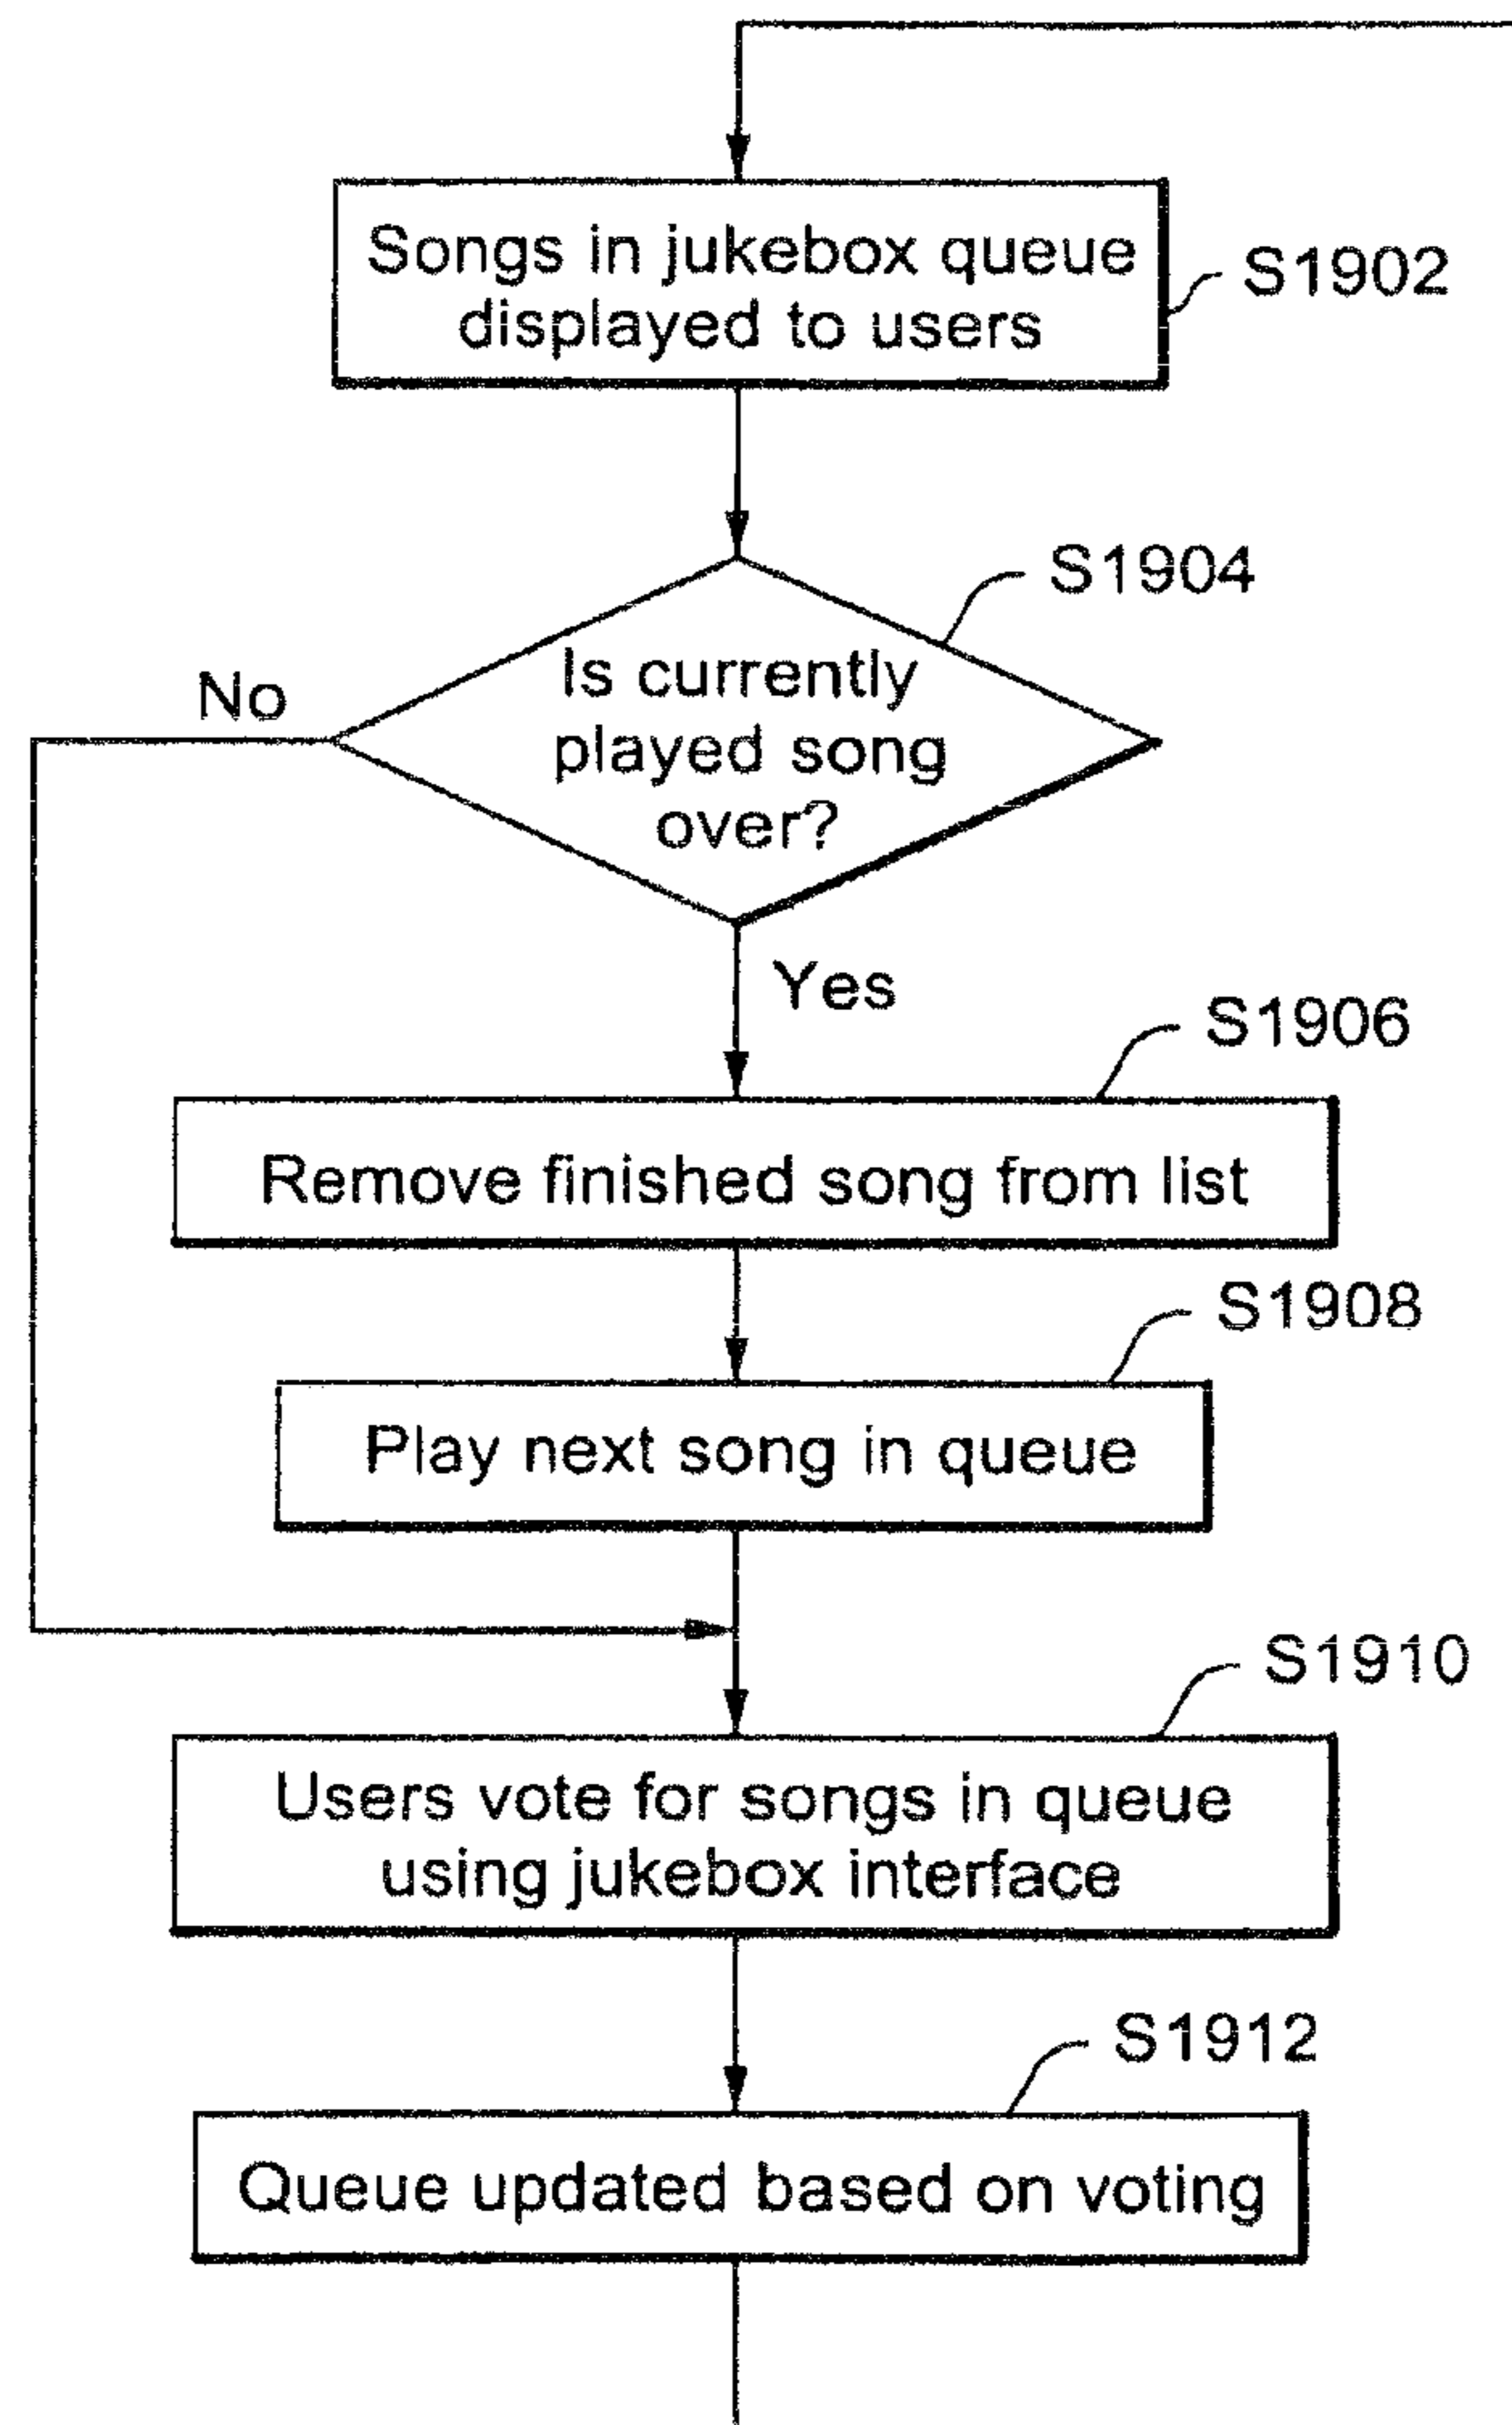 Songs in jukebox queue
displayed to users
S1902
S1904
Is currently
played song
over?
No
Yes
S1906
Remove finished song from list
S1908
Play next song in queue
S1910
Users vote for songs in queue
using jukebox interface
S1912
Queue updated based on voting